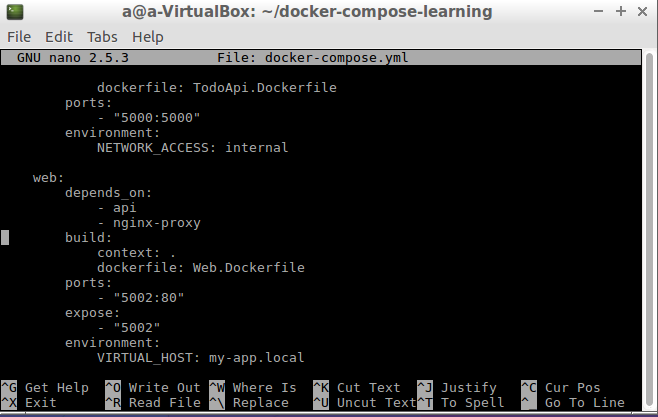 a@a-VirtualBox: ~/docker-compose-learning
File Edit Tabs Help
GNU nano 2.5.3 File: docker-compose.yml
dockerfile: TodoApi.Dockerfile
ports:
- "5000:5000"
environment:
NETWORK_ACCESS: internal
web:
depends_on:
- api
- nginx-proxy
build:
context: .
dockerfile: Web.Dockerfile
ports:
- "5002:80"
expose:
- "5002"
environment:
VIRTUAL_HOST: my-app.local
^G Get Help ^O Write Out ^W Where Is ^K Cut Text ^J Justify ^C Cur Pos
^X Exit ^R Read File ^\ Replace ^U Uncut Text ^T To Spell ^_ Go To Line